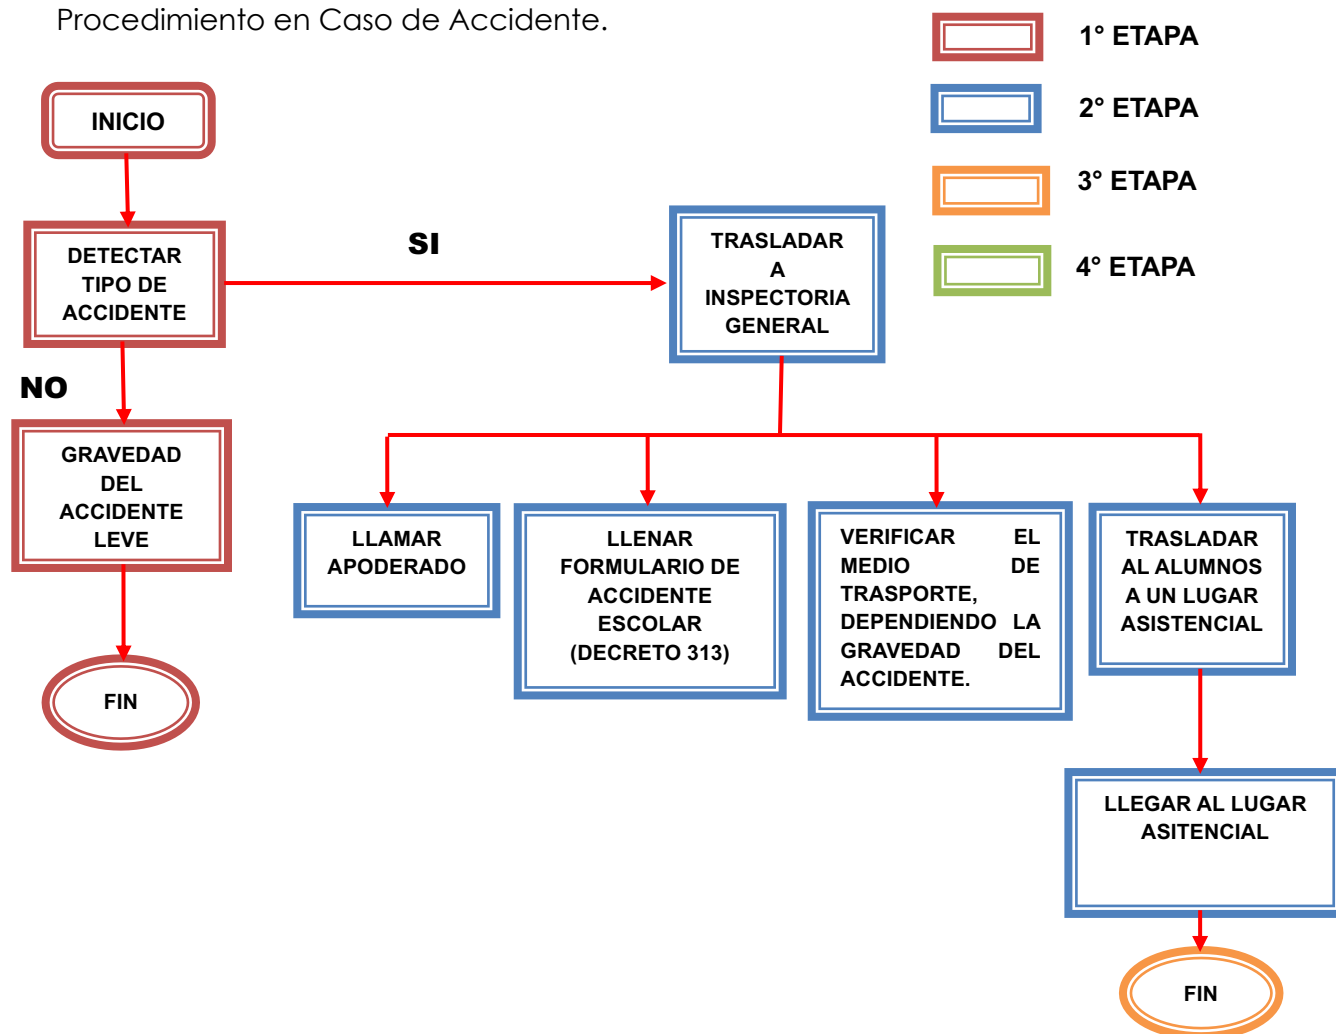 Procedimiento en Caso de Accidente.
1° ETAPA
2° ETAPA
3° ETAPA
4° ETAPA
INICIO
DETECTAR
TIPO DE
ACCIDENTE
SI
TRASLADAR
A
INSPECTORIA
GENERAL
NO
GRAVEDAD
DEL
ACCIDENTE
LEVE
FIN
LLAMAR
APODERADO
LLENAR
FORMULARIO DE
ACCIDENTE
ESCOLAR
(DECRETO 313)
VERIFICAR EL
MEDIO DE
TRASPORTE,
DEPENDIENDO LA
GRAVEDAD DEL
ACCIDENTE.
TRASLADAR
AL ALUMNOS
A UN LUGAR
ASISTENCIAL
LLEGAR AL LUGAR
ASITENCIAL
FIN